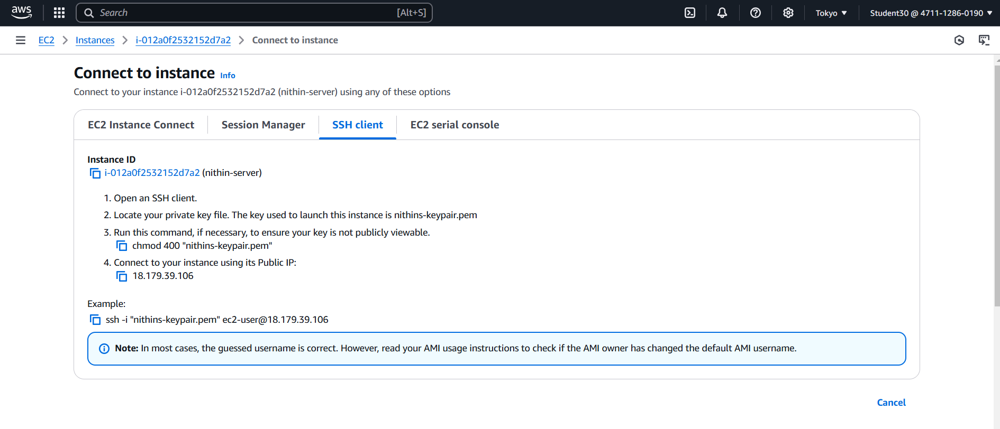 aws
Search [Alt+S]
Tokyo
Student30 @ 4711-1286-0190
EC2 > Instances > i-012a0f2532152d7a2 > Connect to instance
Connect to instance Info
Connect to your instance i-012a0f2532152d7a2 (nithin-server) using any of these options
EC2 Instance Connect
Session Manager
SSH client
EC2 serial console
Instance ID
i-012a0f2532152d7a2 (nithin-server)
1. Open an SSH client.
2. Locate your private key file. The key used to launch this instance is nithins-keypair.pem
3. Run this command, if necessary, to ensure your key is not publicly viewable.
chmod 400 "nithins-keypair.pem"
4. Connect to your instance using its Public IP:
18.179.39.106
Example:
ssh -i "nithins-keypair.pem" ec2-user@18.179.39.106
Note: In most cases, the guessed username is correct. However, read your AMI usage instructions to check if the AMI owner has changed the default AMI username.
Cancel